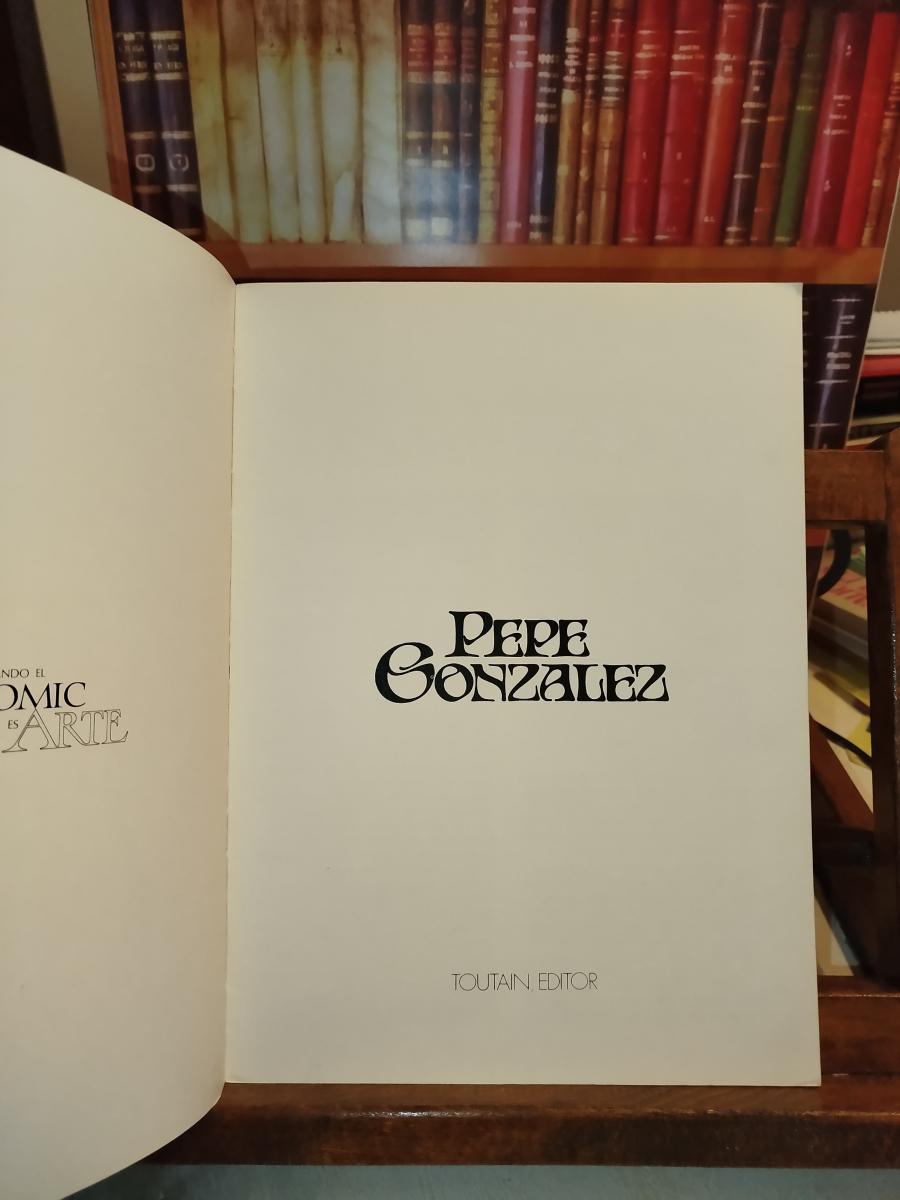 NDO EL
OMIC
ES ARTE
PEPE
GONZALEZ
TOUTAIN, EDITOR